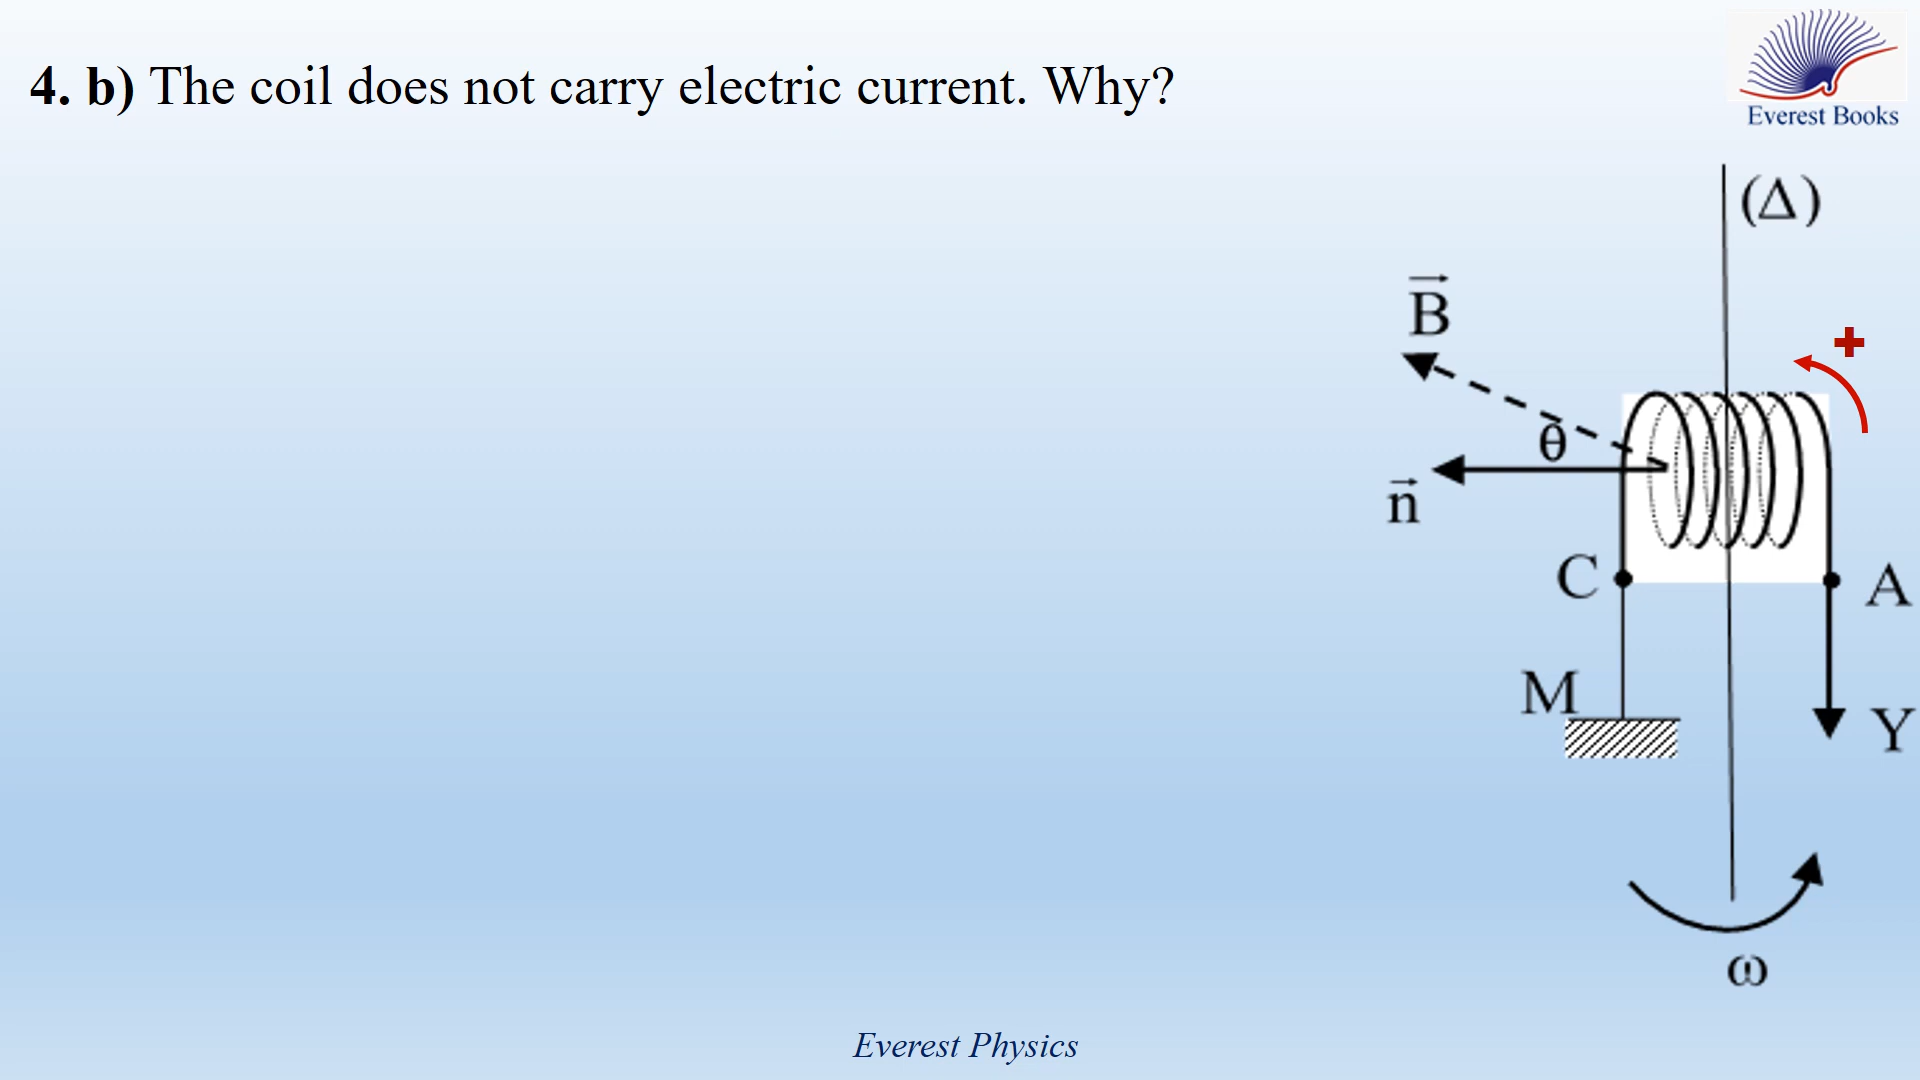 4. b) The coil does not carry electric current. Why?
Everest Books
(Δ)
B⃗
+
θ
n⃗
C
A
M
Y
ω
Everest Physics